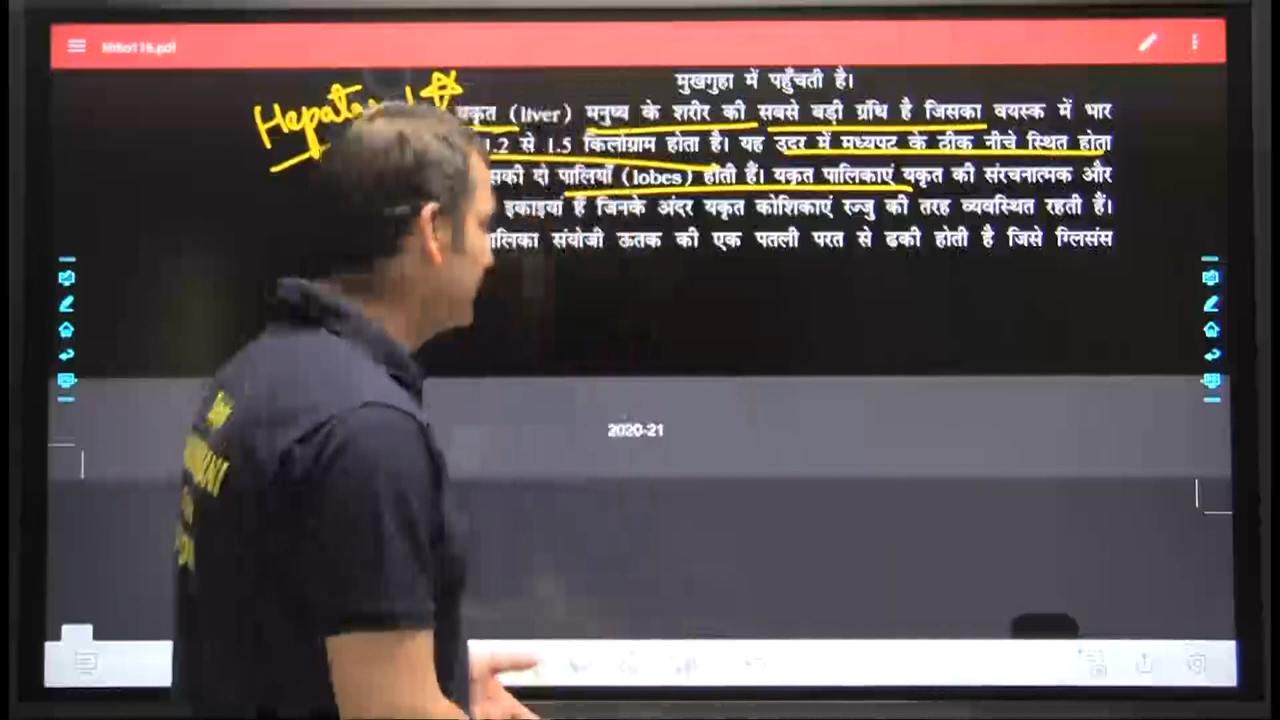 मुखगुहा में पहुँचती है।
यकृत (liver) मनुष्य के शरीर की सबसे बड़ी ग्रंथि है जिसका वयस्क में भार
1.2 से 1.5 किलोग्राम होता है। यह उदर में मध्यपट के ठीक नीचे स्थित होता
दो पालियाँ (lobes) होती हैं। यकृत पालिकाएं यकृत की संरचनात्मक और
इकाइयां हैं जिनके अंदर यकृत कोशिकाएं रज्जु की तरह व्यवस्थित रहती हैं।
संयोजी ऊतक की एक पतली परत से ढकी होती है जिसे ग्लिसंस
2020-21